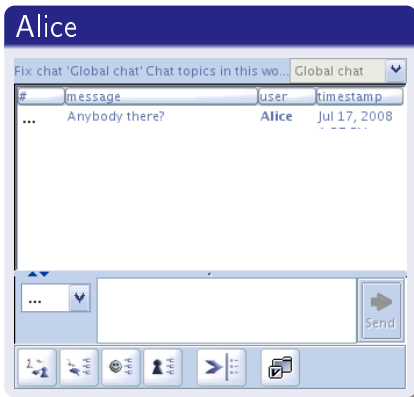 Alice
Fix chat 'Global chat' Chat topics in this wo... Global chat
# message user timestamp
... Anybody there? Alice Jul 17, 2008
...
Send